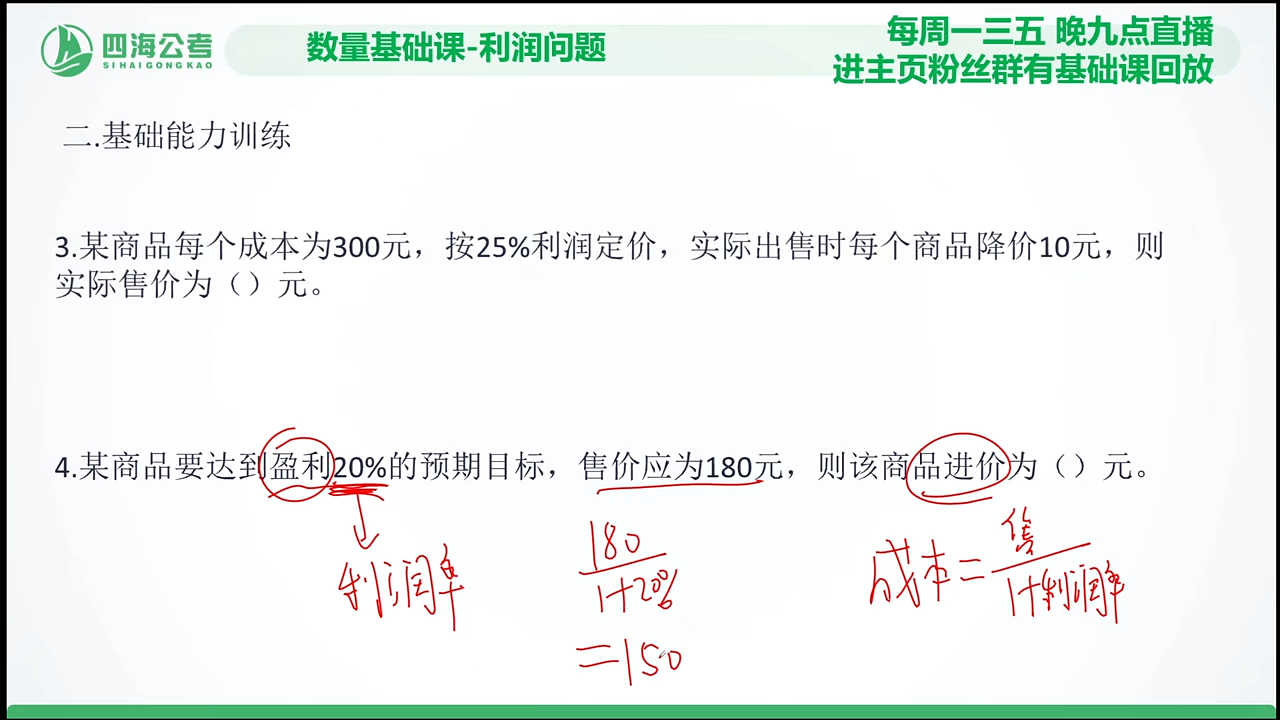 四海公考
SIHAIGONGKAO
数量基础课-利润问题
每周一三五 晚九点直播
进主页粉丝群有基础课回放
二.基础能力训练
3.某商品每个成本为300元，按25%利润定价，实际出售时每个商品降价10元，则
实际售价为（）元。
4.某商品要达到盈利20%的预期目标，售价应为180元，则该商品进价为（）元。
利润率
180
1+20%
=150
成本=
售
1+利润率